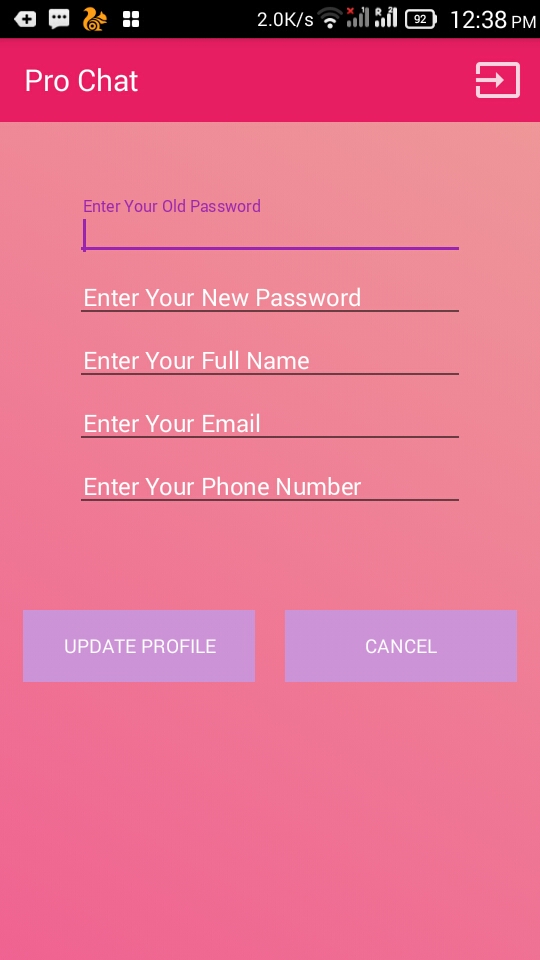 2.0K/s R 2 92 12:38 PM
Pro Chat
Enter Your Old Password
Enter Your New Password
Enter Your Full Name
Enter Your Email
Enter Your Phone Number
UPDATE PROFILE CANCEL